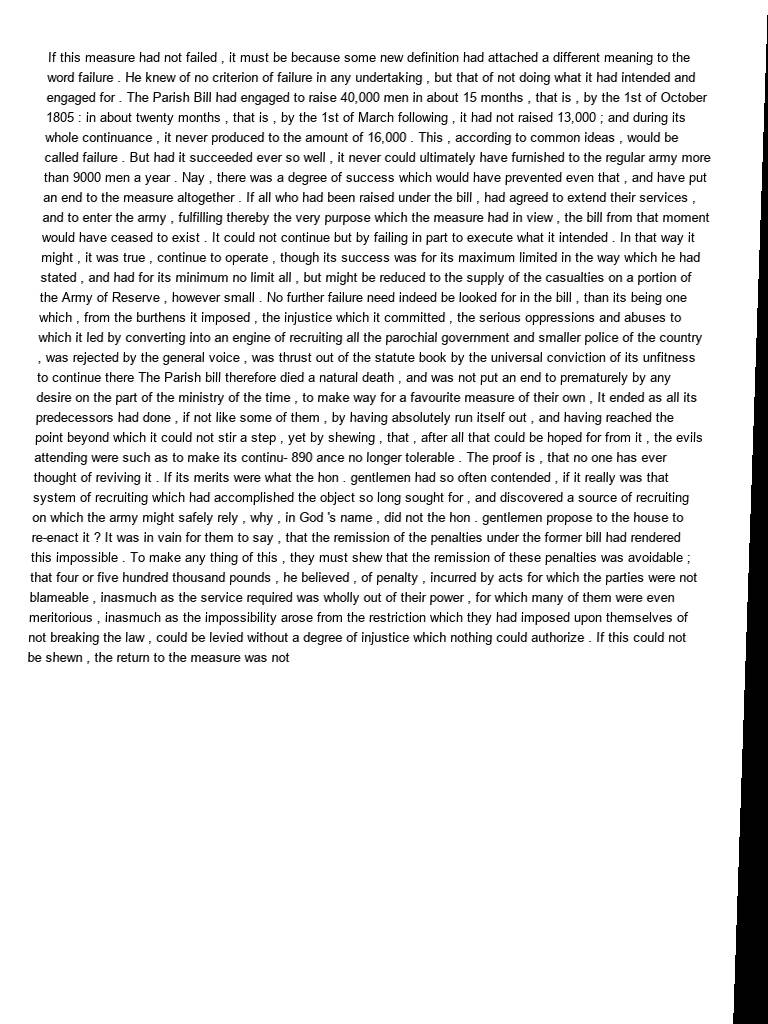 If this measure had not failed , it must be because some new definition had attached a different meaning to the
word failure . He knew of no criterion of failure in any undertaking , but that of not doing what it had intended and
engaged for . The Parish Bill had engaged to raise 40,000 men in about 15 months , that is , by the 1st of October
1805 : in about twenty months , that is , by the 1st of March following , it had not raised 13,000 ; and during its
whole continuance , it never produced to the amount of 16,000 . This , according to common ideas , would be
called failure . But had it succeeded ever so well , it never could ultimately have furnished to the regular army more
than 9000 men a year . Nay , there was a degree of success which would have prevented even that , and have put
an end to the measure altogether . If all who had been raised under the bill , had agreed to extend their services ,
and to enter the army , fulfilling thereby the very purpose which the measure had in view , the bill from that moment
would have ceased to exist . It could not continue but by failing in part to execute what it intended . In that way it
might , it was true , continue to operate , though its success was for its maximum limited in the way which he had
stated , and had for its minimum no limit all , but might be reduced to the supply of the casualties on a portion of
the Army of Reserve , however small . No further failure need indeed be looked for in the bill , than its being one
which , from the burthens it imposed , the injustice which it committed , the serious oppressions and abuses to
which it led by converting into an engine of recruiting all the parochial government and smaller police of the country
, was rejected by the general voice , was thrust out of the statute book by the universal conviction of its unfitness
to continue there The Parish bill therefore died a natural death , and was not put an end to prematurely by any
desire on the part of the ministry of the time , to make way for a favourite measure of their own , It ended as all its
predecessors had done , if not like some of them , by having absolutely run itself out , and having reached the
point beyond which it could not stir a step , yet by shewing , that , after all that could be hoped for from it , the evils
attending were such as to make its continu- 890 ance no longer tolerable . The proof is , that no one has ever
thought of reviving it . If its merits were what the hon . gentlemen had so often contended , if it really was that
system of recruiting which had accomplished the object so long sought for , and discovered a source of recruiting
on which the army might safely rely , why , in God 's name , did not the hon . gentlemen propose to the house to
re-enact it ? It was in vain for them to say , that the remission of the penalties under the former bill had rendered
this impossible . To make any thing of this , they must shew that the remission of these penalties was avoidable ;
that four or five hundred thousand pounds , he believed , of penalty , incurred by acts for which the parties were not
blameable , inasmuch as the service required was wholly out of their power , for which many of them were even
meritorious , inasmuch as the impossibility arose from the restriction which they had imposed upon themselves of
not breaking the law , could be levied without a degree of injustice which nothing could authorize . If this could not
be shewn , the return to the measure was not